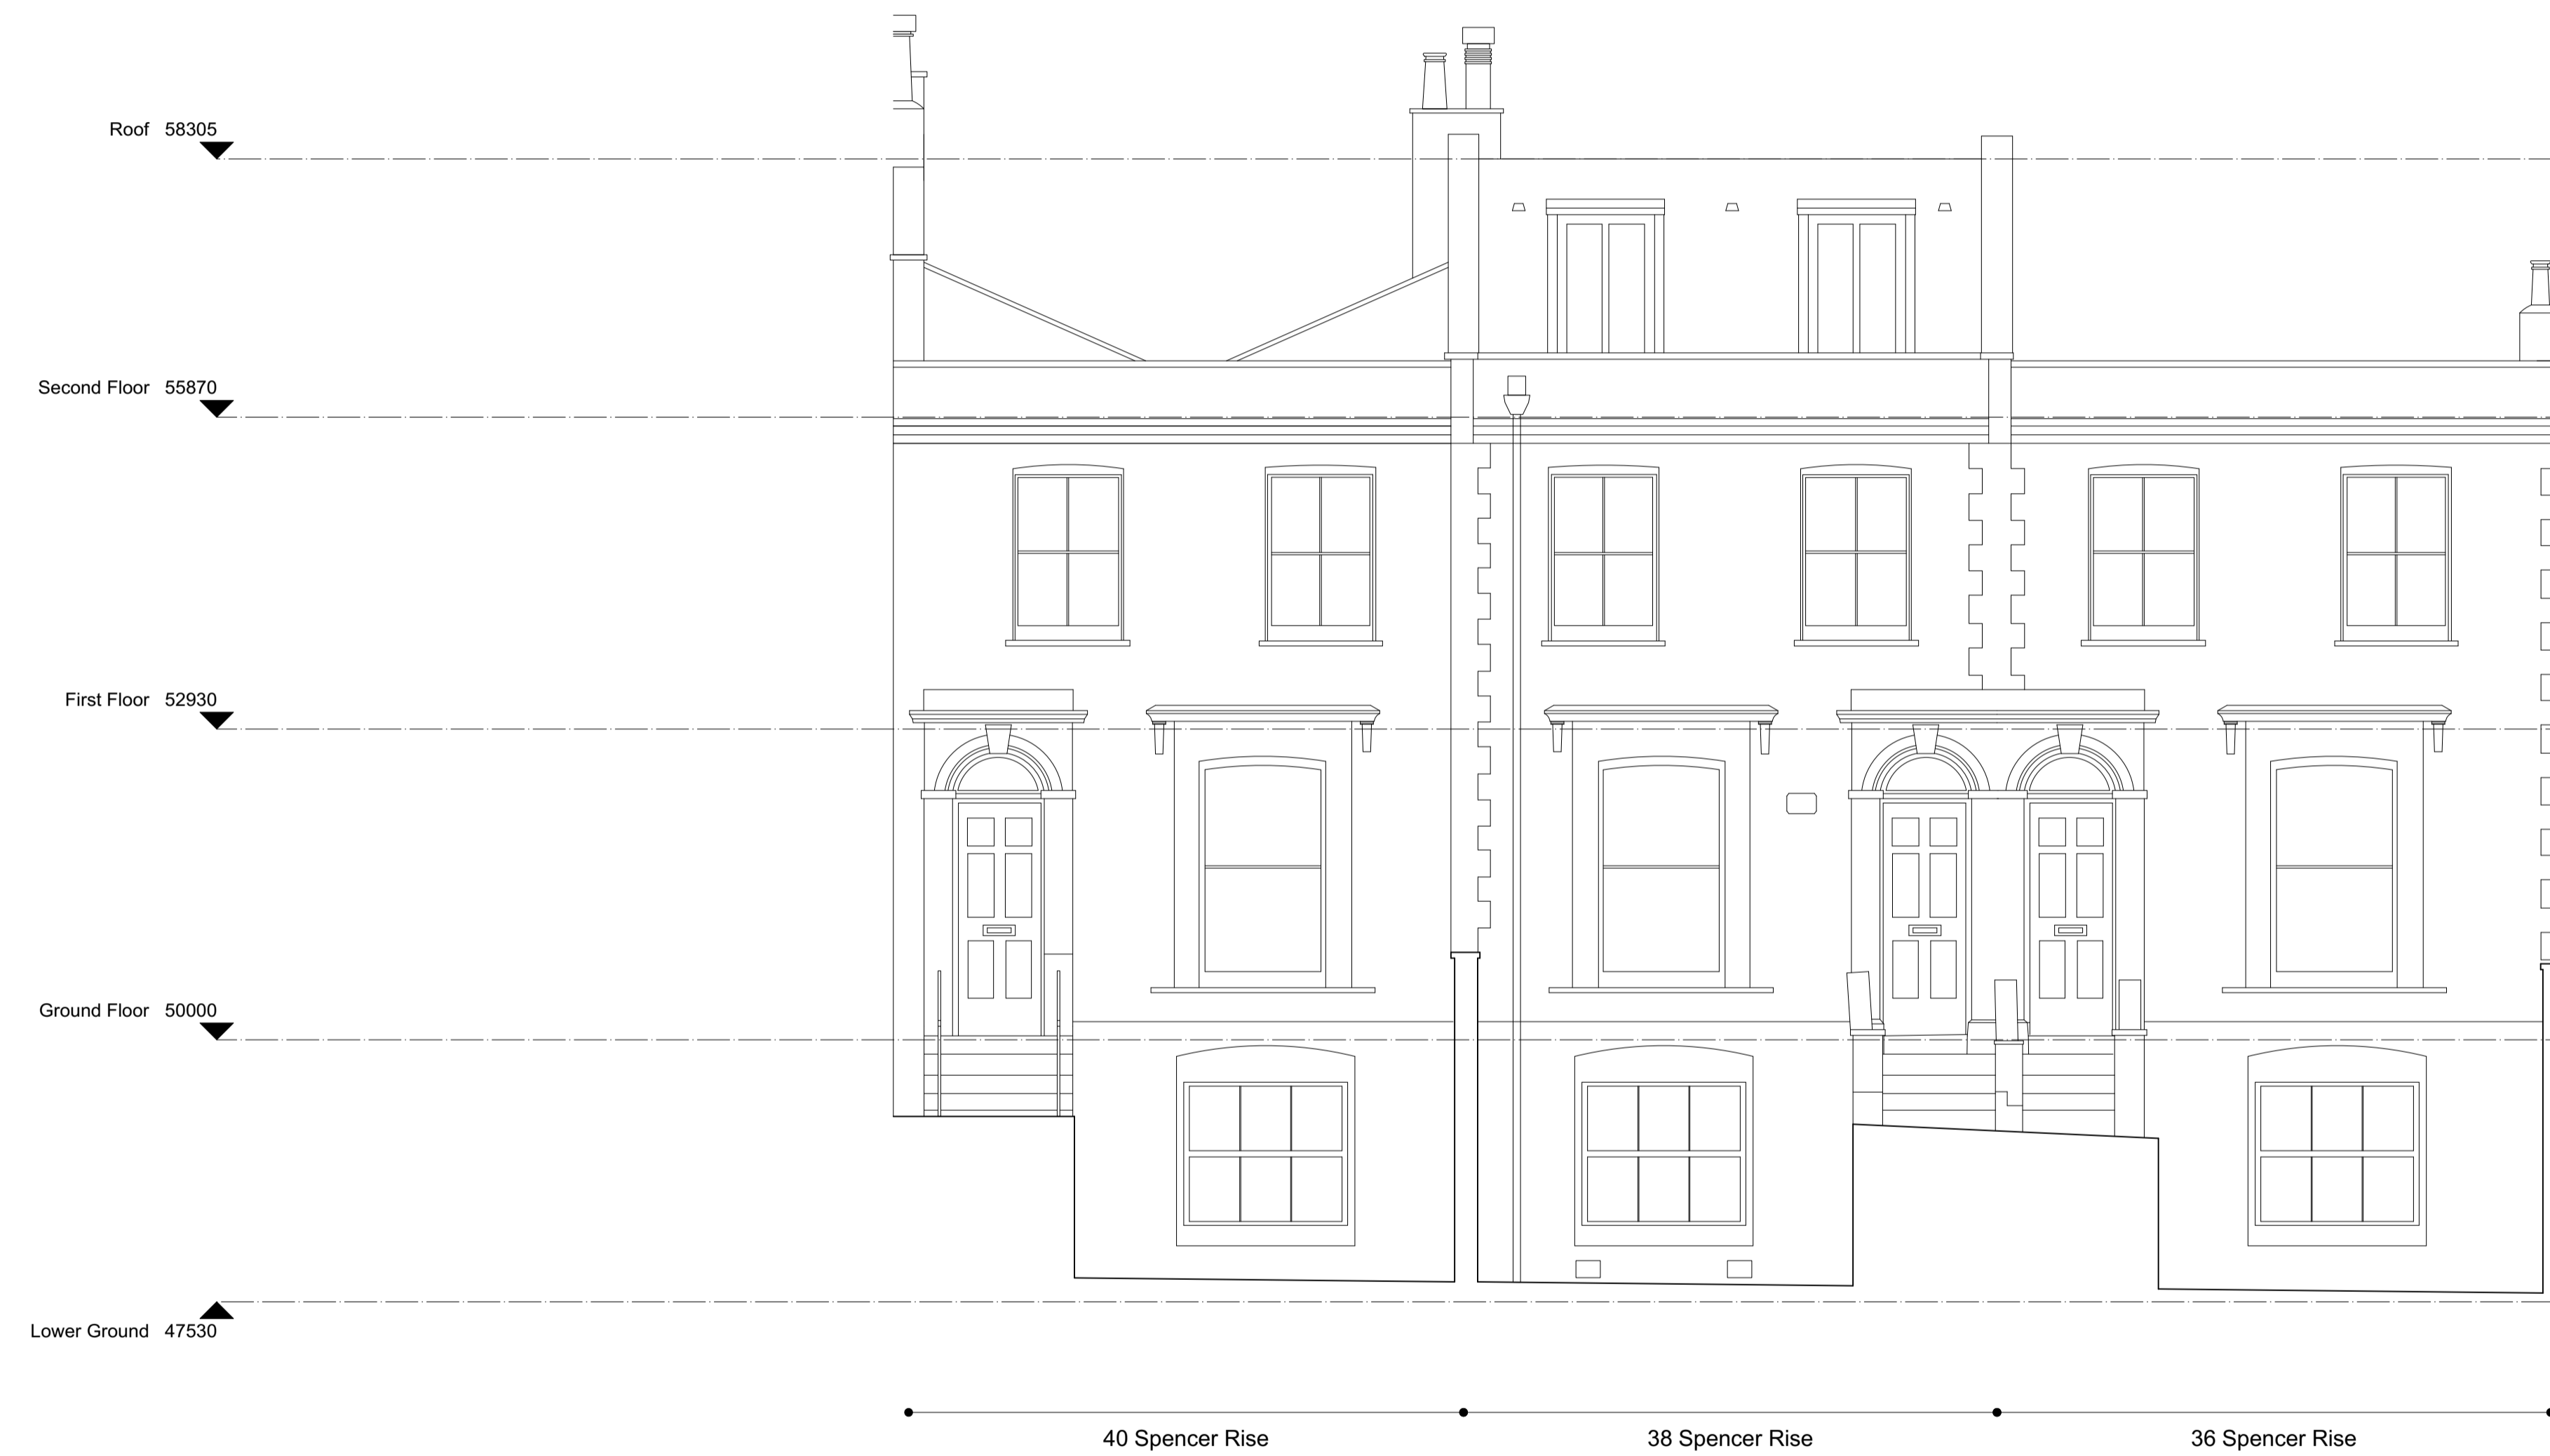 Roof 58305
Second Floor 55870
First Floor 52930
Ground Floor 50000
Lower Ground 47530
40 Spencer Rise
38 Spencer Rise
36 Spencer Rise